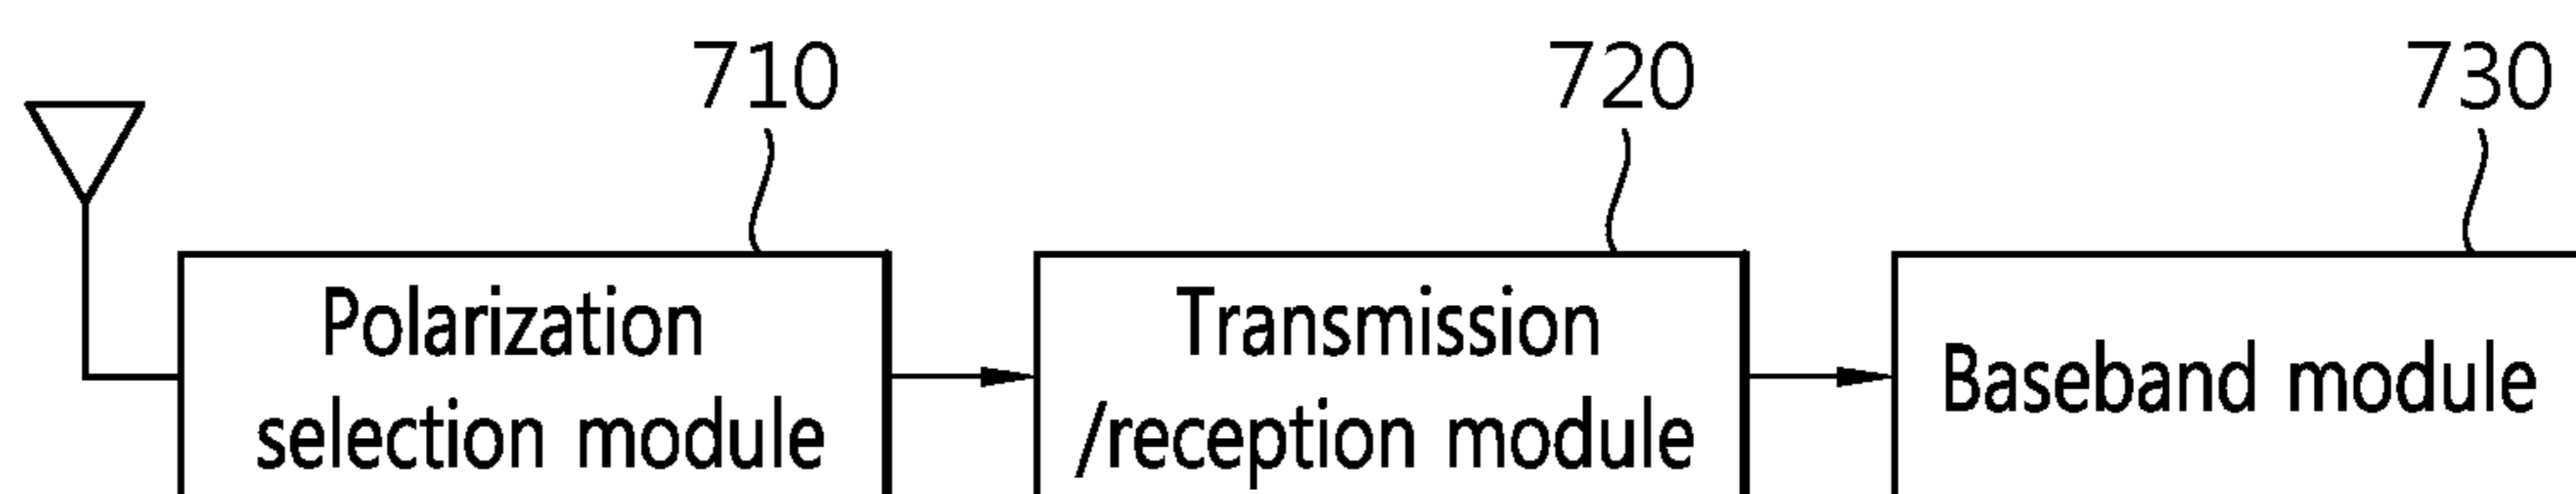 710
720
730
Polarization
selection module
Transmission
/reception module
Baseband module